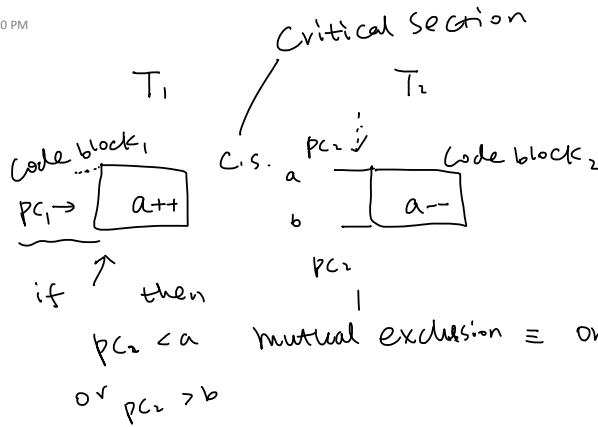 0 PM
Critical Section
T1 T2
Code block1 C.S. PC2 Code block2
a
PC1 → a++ a--
b
PC2
if then
PC2 < a mutual exclusion ≡
or PC2 > b